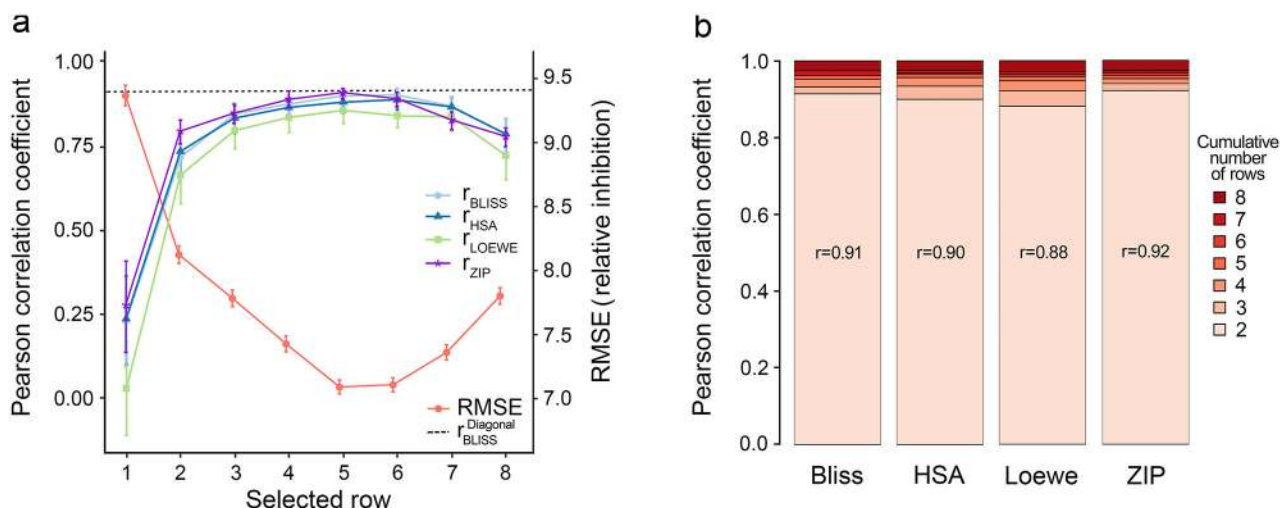 a
Pearson correlation coefficient
1.00
0.75
0.50
0.25
0.00
9.5
9.0
8.5
8.0
7.5
7.0
RMSE (relative inhibition)
rBLISS
rHSA
rLOEWE
rZIP
RMSE
rDiagonal BLISS
1 2 3 4 5 6 7 8
Selected row
b
Pearson correlation coefficient
1.0
0.8
0.6
0.4
0.2
0.0
r=0.91 r=0.90 r=0.88 r=0.92
Bliss HSA Loewe ZIP
Cumulative
number
of rows
8
7
6
5
4
3
2